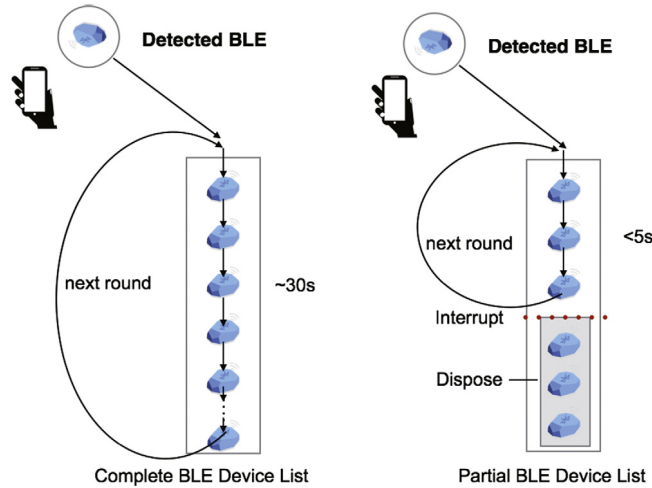 Detected BLE
next round
~30s
Complete BLE Device List
Detected BLE
next round
<5s
Interrupt
Dispose
Partial BLE Device List